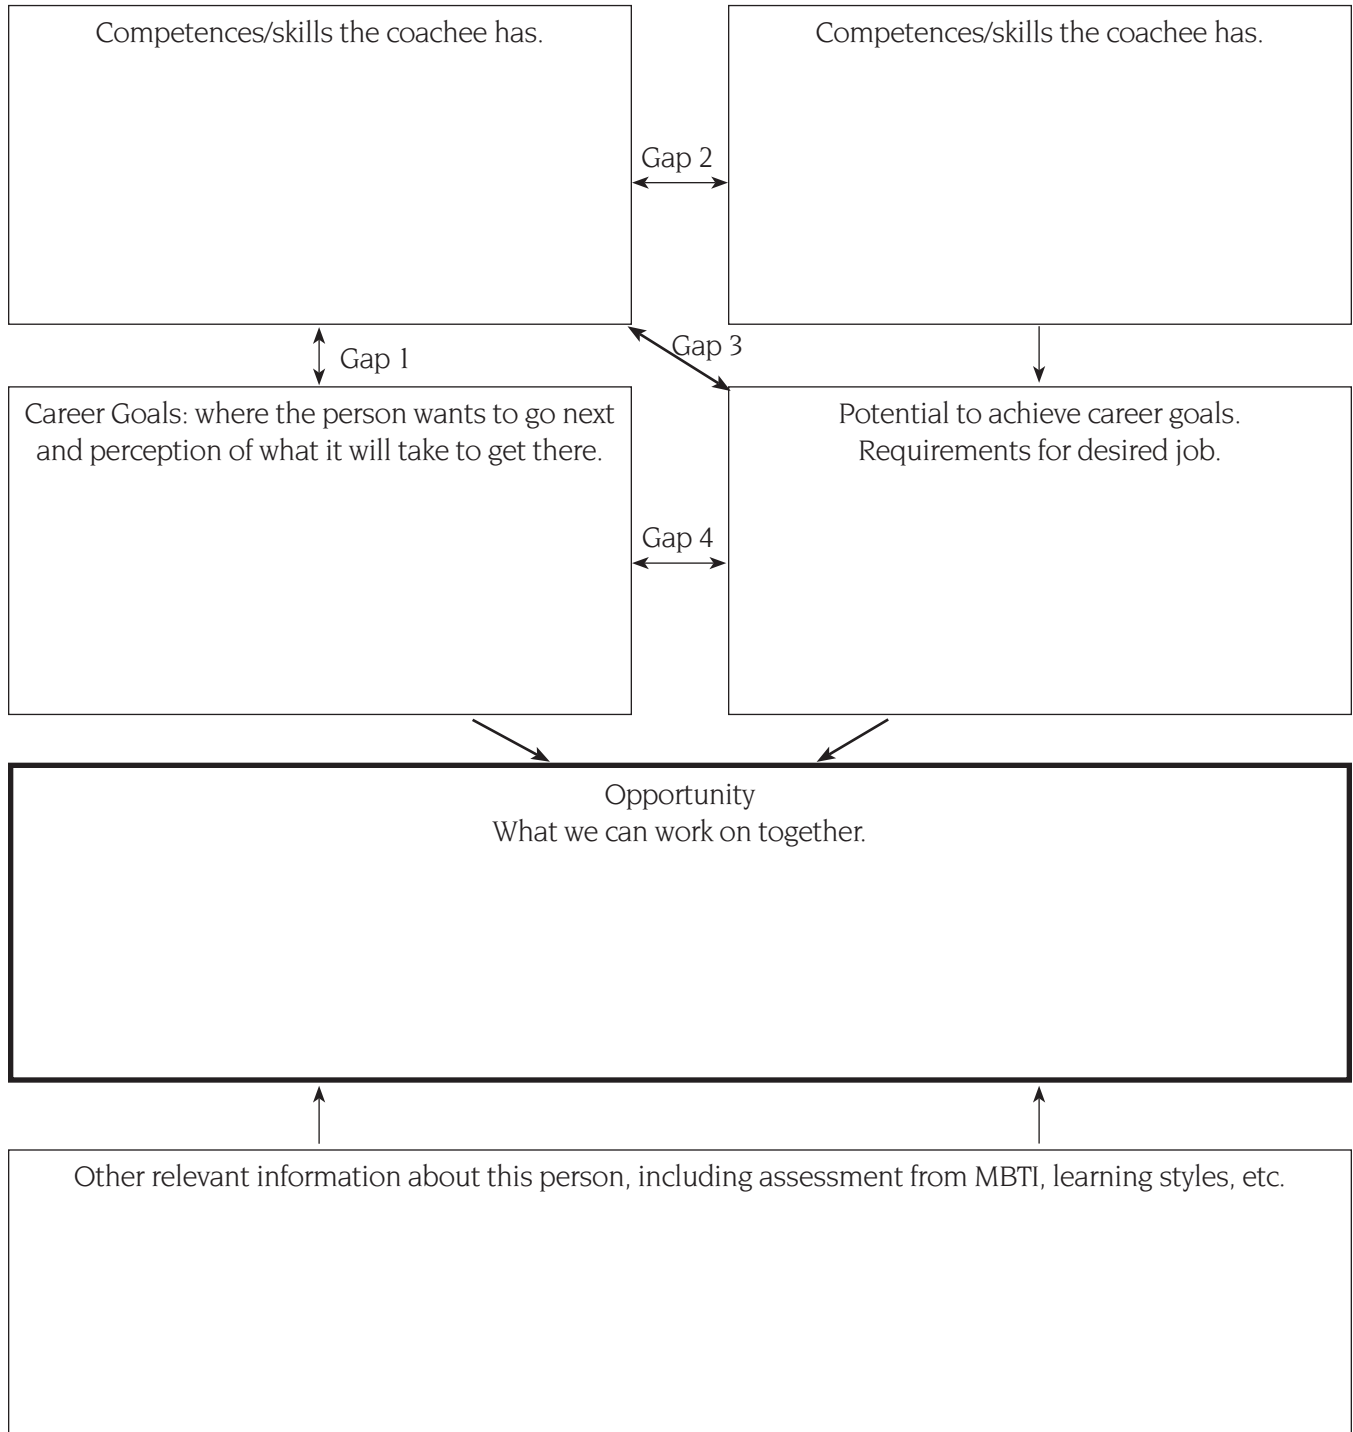 Competences/skills the coachee has.
Competences/skills the coachee has.
Gap 2
Gap 3
Gap 1
Career Goals: where the person wants to go next
and perception of what it will take to get there.
Potential to achieve career goals.
Requirements for desired job.
Gap 4
Opportunity
What we can work on together.
Other relevant information about this person, including assessment from MBTI, learning styles, etc.